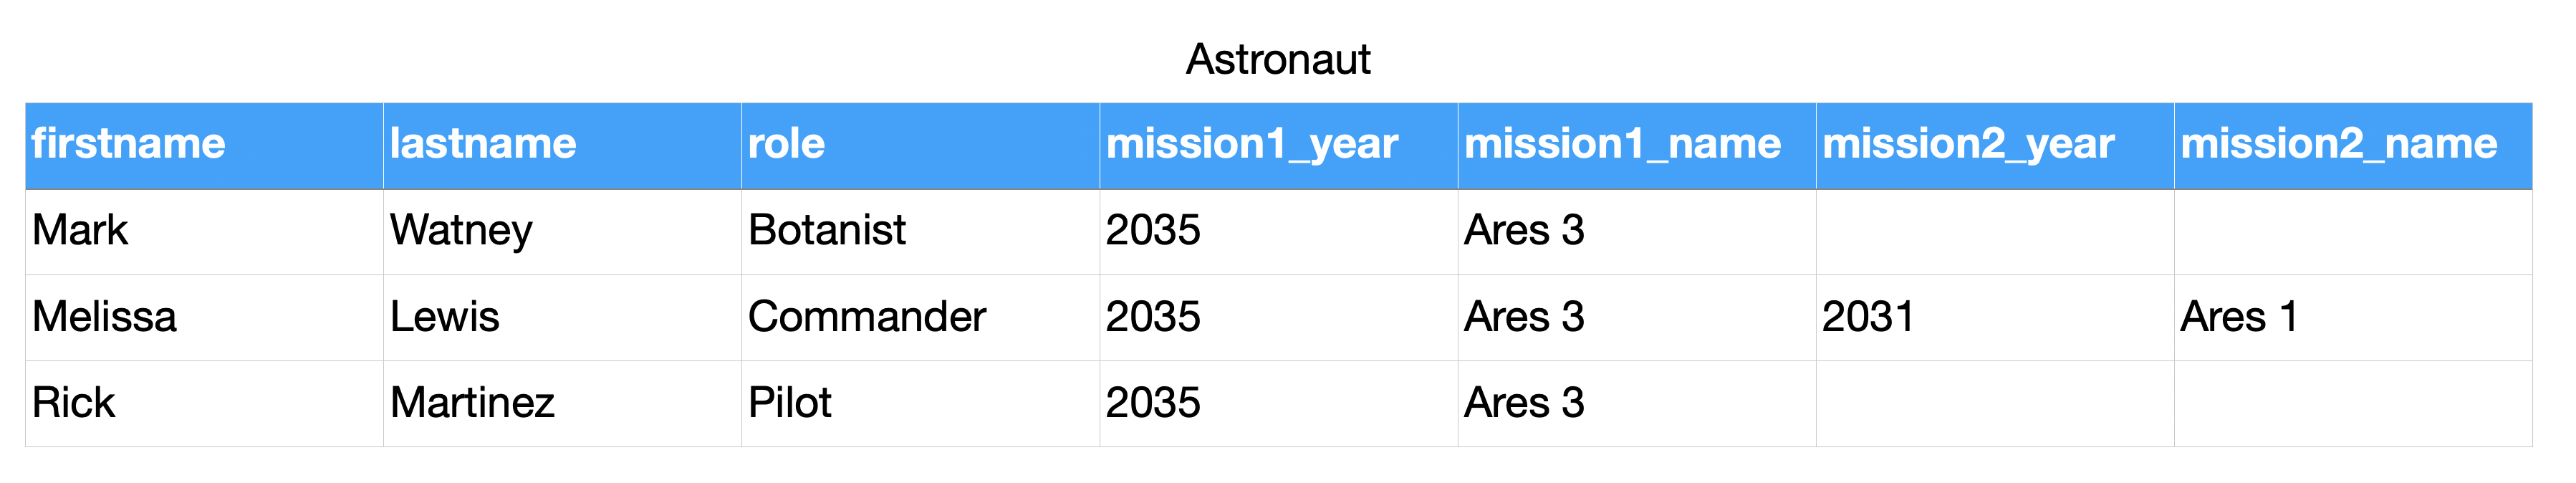 Astronaut
firstname lastname role mission1_year mission1_name mission2_year mission2_name
Mark Watney Botanist 2035 Ares 3
Melissa Lewis Commander 2035 Ares 3 2031 Ares 1
Rick Martinez Pilot 2035 Ares 3